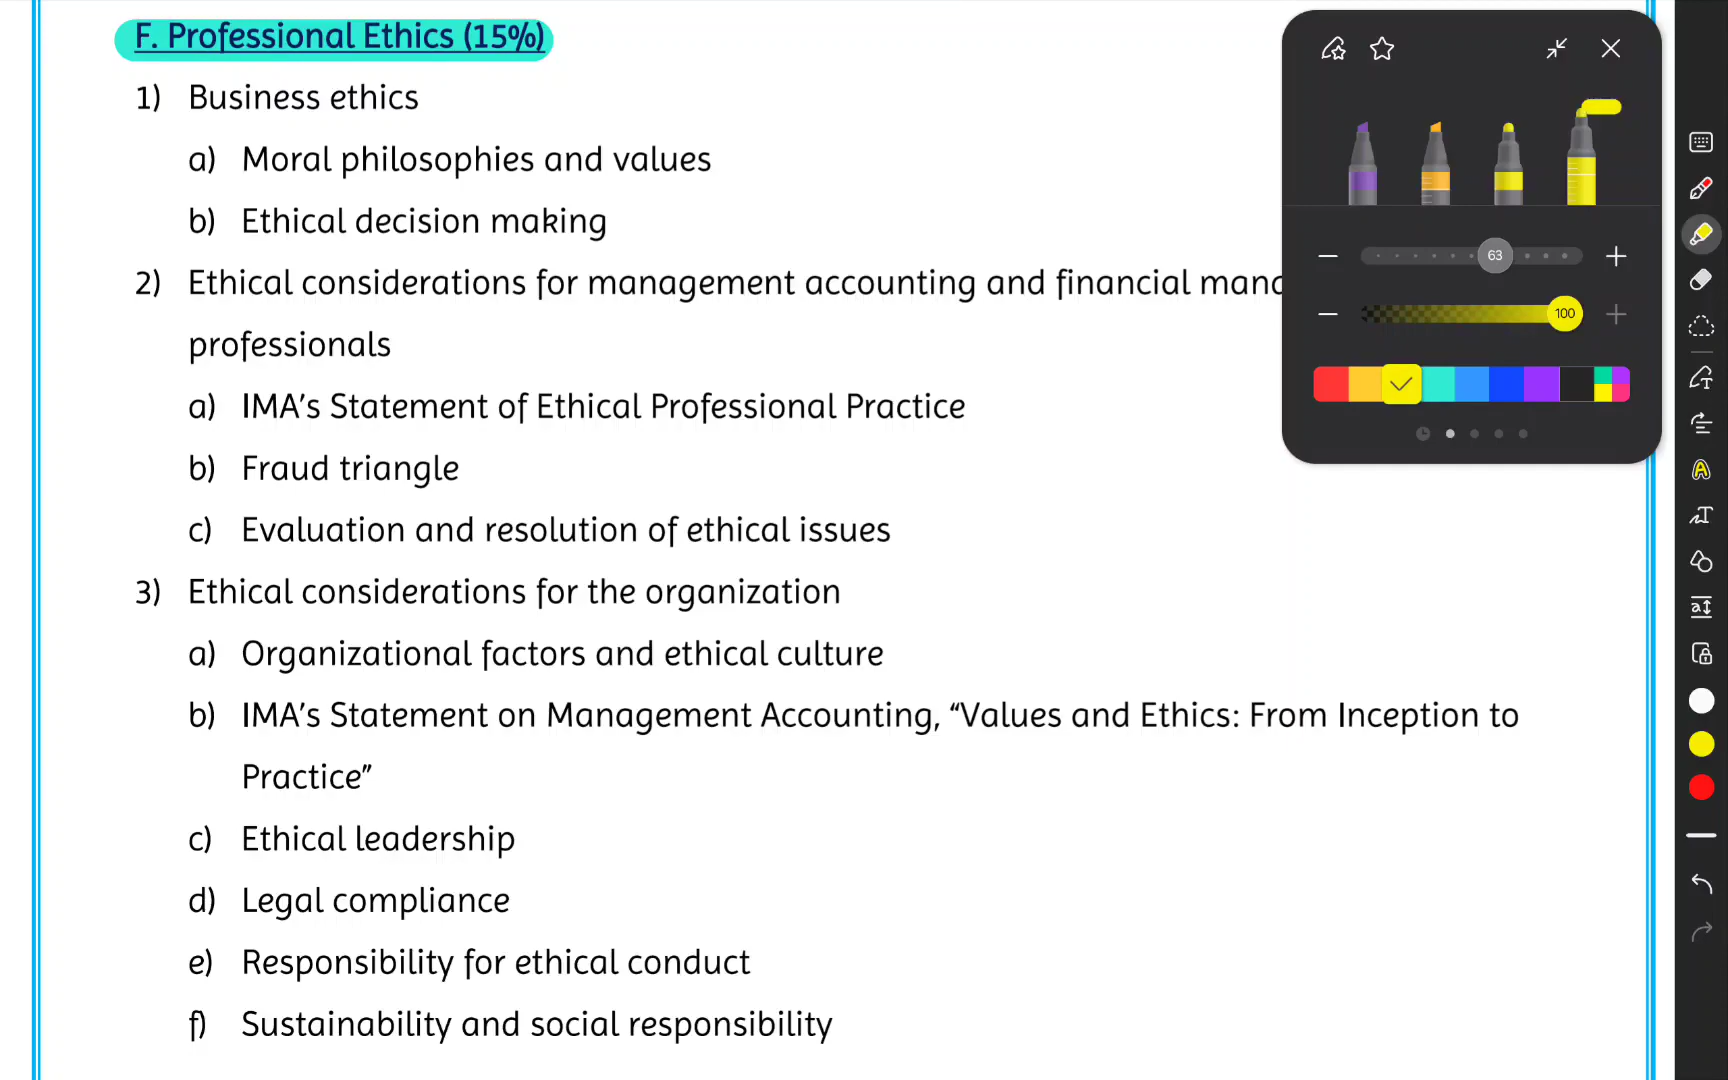 F. Professional Ethics (15%)
1) Business ethics
a) Moral philosophies and values
b) Ethical decision making
2) Ethical considerations for management accounting and financial
professionals
a) IMA’s Statement of Ethical Professional Practice
b) Fraud triangle
c) Evaluation and resolution of ethical issues
3) Ethical considerations for the organization
a) Organizational factors and ethical culture
b) IMA’s Statement on Management Accounting, “Values and Ethics: From Inception to
Practice”
c) Ethical leadership
d) Legal compliance
e) Responsibility for ethical conduct
f) Sustainability and social responsibility
63
100